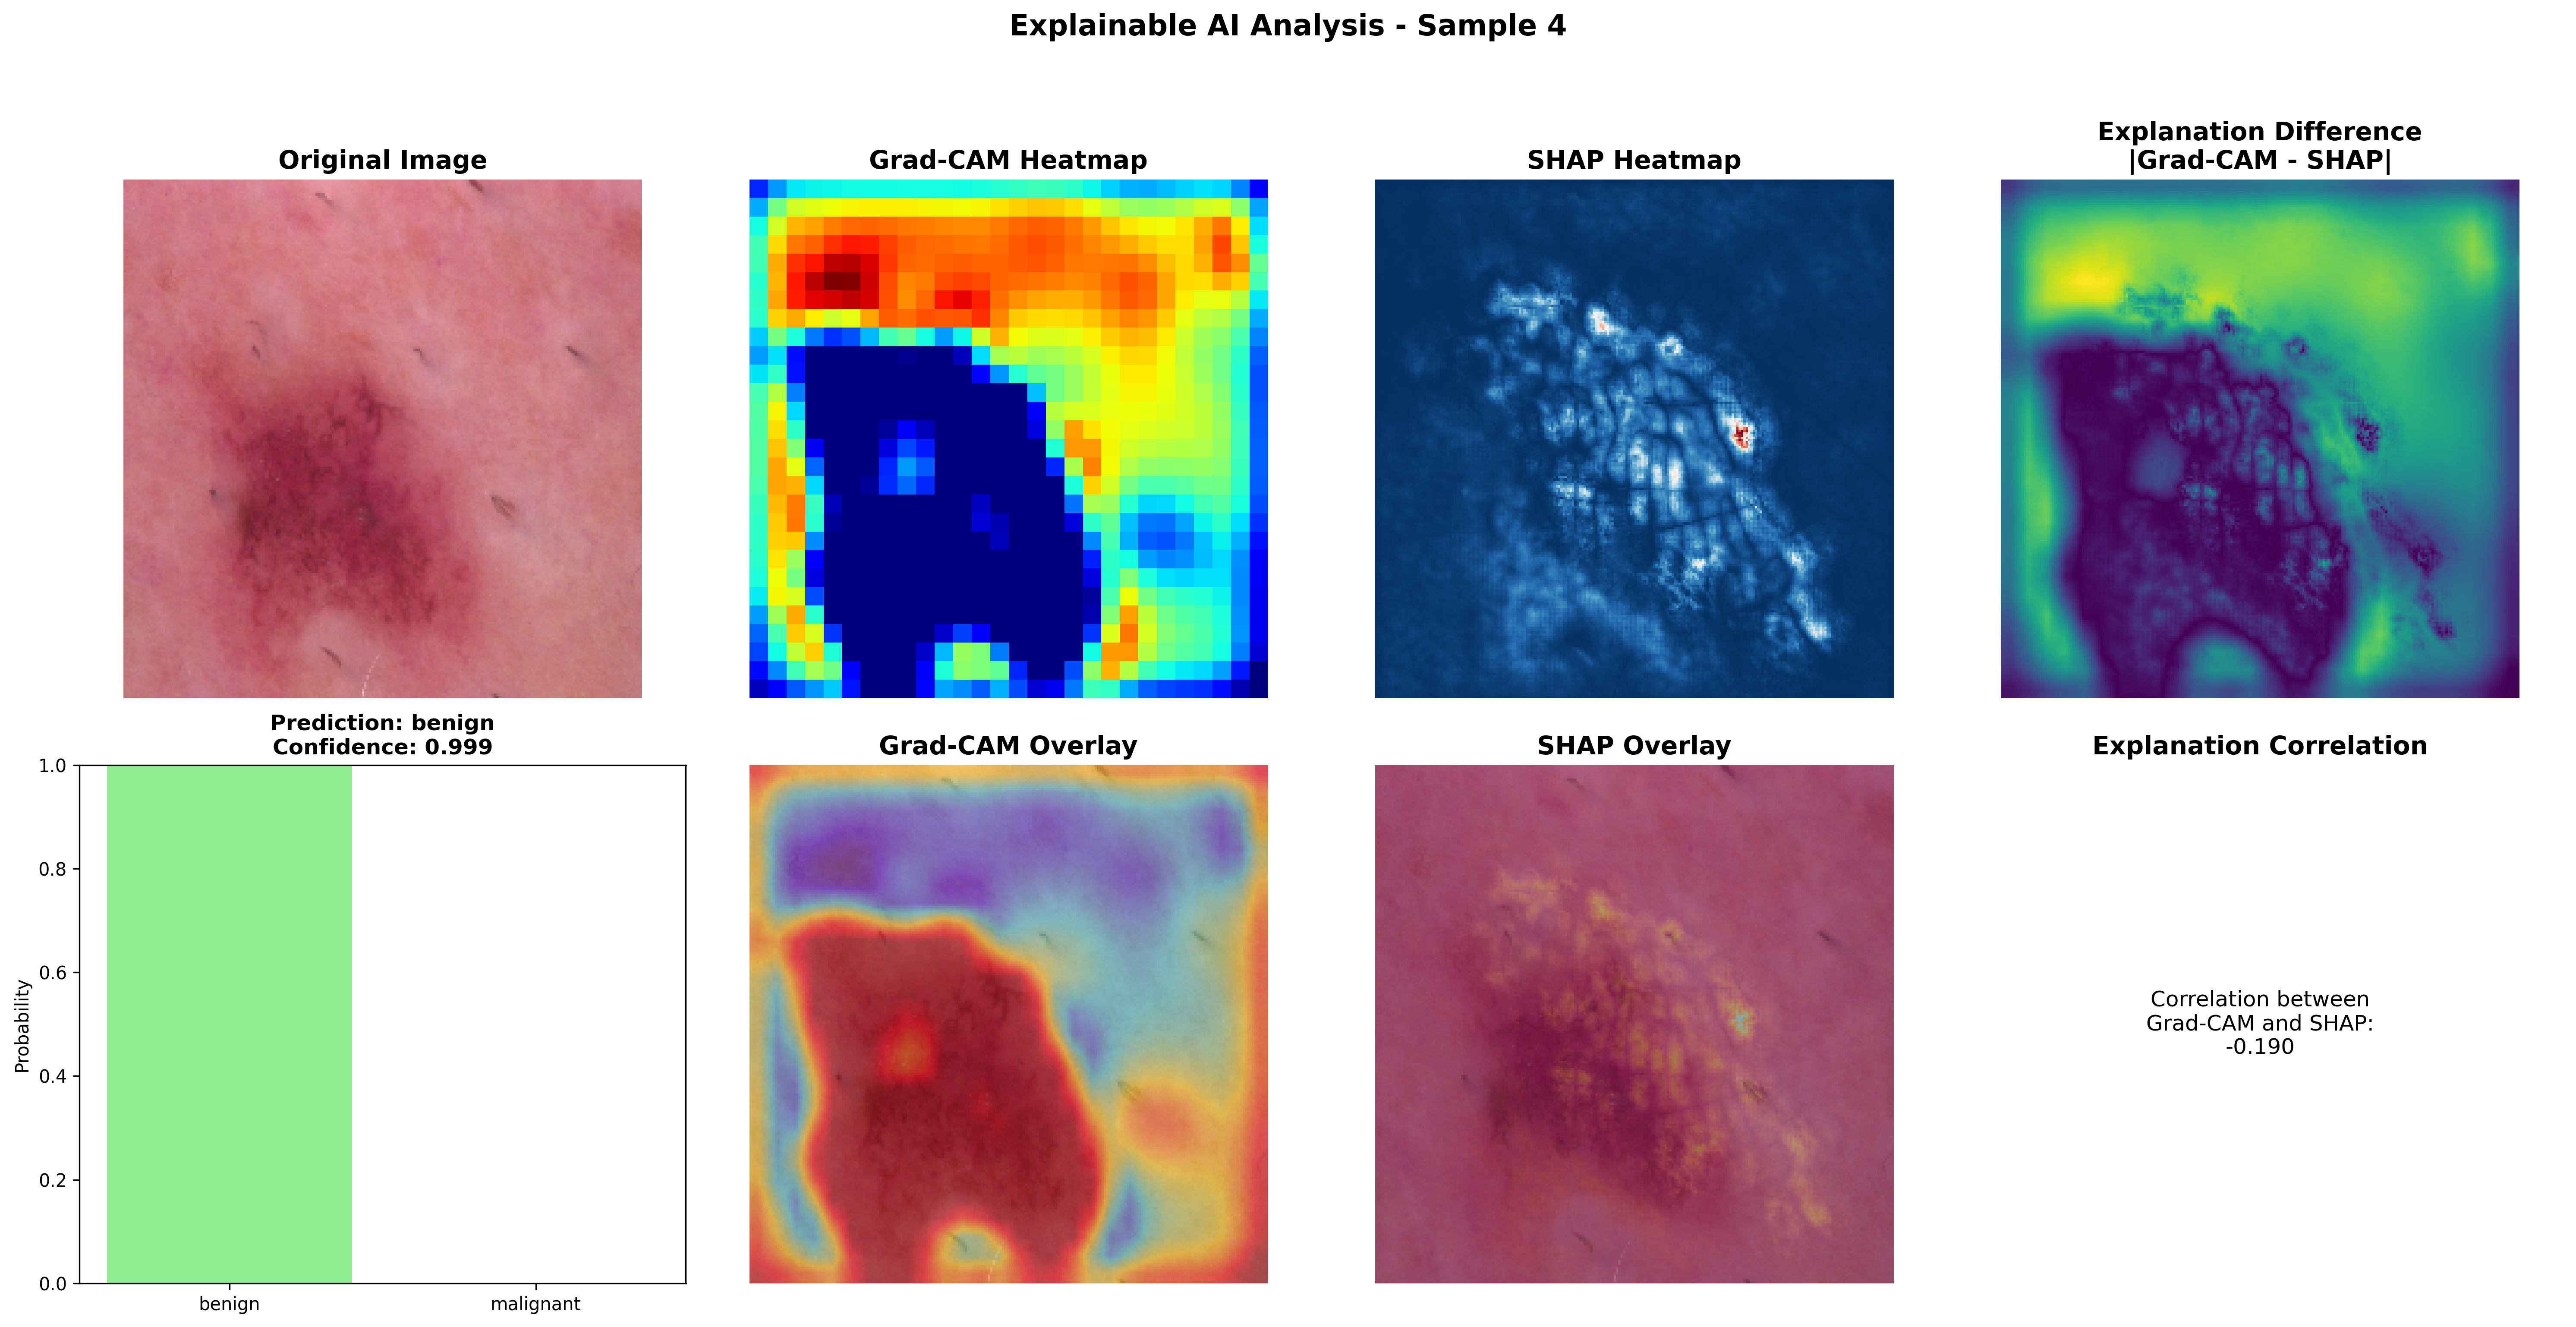 Explainable AI Analysis - Sample 4
Original Image
Grad-CAM Heatmap
SHAP Heatmap
Explanation Difference
|Grad-CAM - SHAP|
Prediction: benign
Confidence: 0.999
Probability
1.0
0.8
0.6
0.4
0.2
0.0
benign
malignant
Grad-CAM Overlay
SHAP Overlay
Explanation Correlation
Correlation between
Grad-CAM and SHAP:
-0.190